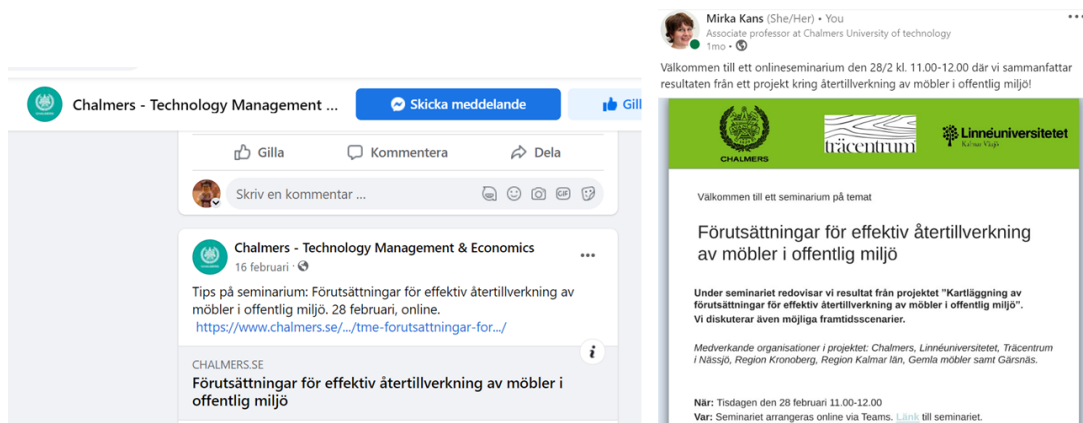 Chalmers - Technology Management ...
Skicka meddelande
Gill
Gilla
Kommentera
Dela
Skriv en kommentar ...
GIF
Chalmers - Technology Management & Economics
16 februari ·
Tips på seminarium: Förutsättningar för effektiv återtillverkning av
möbler i offentlig miljö. 28 februari, online.
https://www.chalmers.se/.../tme-forutsattningar-for.../
CHALMERS.SE
Förutsättningar för effektiv återtillverkning av möbler i
offentlig miljö
Mirka Kans (She/Her) • You
Associate professor at Chalmers University of technology
1mo •
Välkommen till ett onlineseminarium den 28/2 kl. 11.00-12.00 där vi sammanfattar
resultaten från ett projekt kring återtillverkning av möbler i offentlig miljö!
CHALMERS
träcentrum
Linnéuniversitetet
Kalmar Växjö
Välkommen till ett seminarium på temat
Förutsättningar för effektiv återtillverkning
av möbler i offentlig miljö
Under seminariet redovisar vi resultat från projektet ”Kartläggning av
förutsättningar för effektiv återtillverkning av möbler i offentlig miljö”.
Vi diskuterar även möjliga framtidsscenarier.
Medverkande organisationer i projektet: Chalmers, Linnéuniversitetet, Träcentrum
i Nässjö, Region Kronoberg, Region Kalmar län, Gemla möbler samt Gärsnäs.
När: Tisdagen den 28 februari 11.00-12.00
Var: Seminariet arrangeras online via Teams. Länk till seminariet.